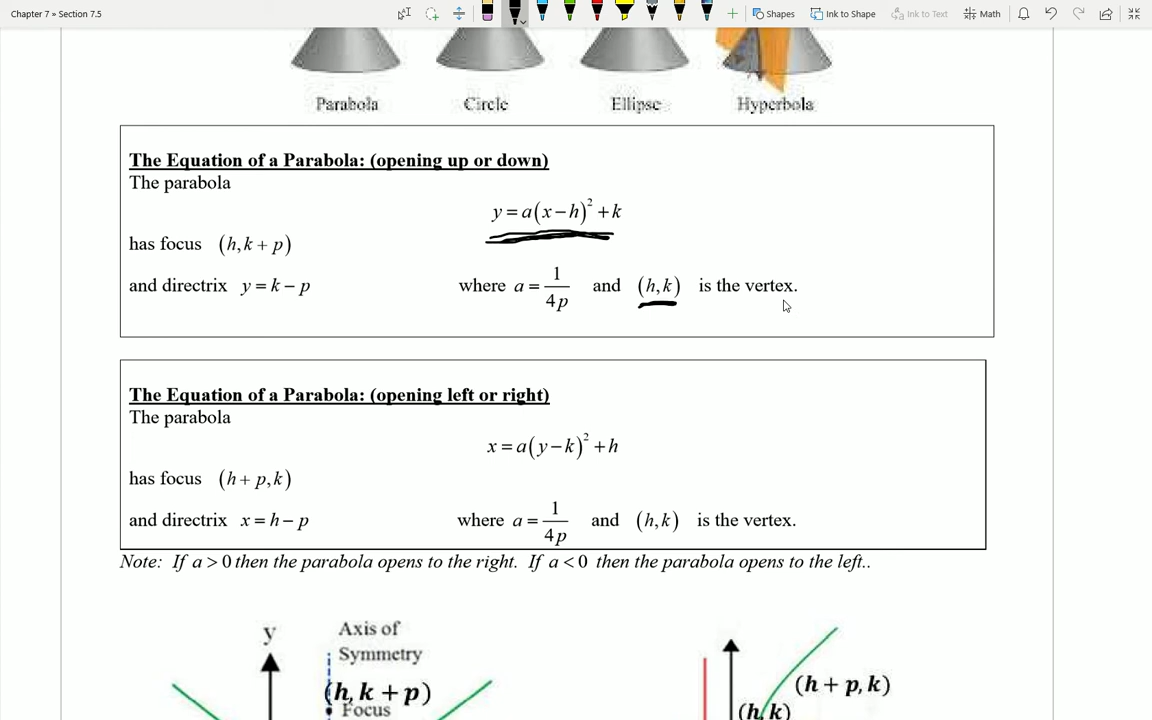 Chapter 7 » Section 7.5
Shapes
Ink to Shape
Ink to Text
Math
Parabola
Circle
Ellipse
Hyperbola
The Equation of a Parabola: (opening up or down)
The parabola
y = a(x − h)² + k
has focus (h, k + p)
and directrix y = k − p where a = 1/4p and (h, k) is the vertex.
The Equation of a Parabola: (opening left or right)
The parabola
x = a(y − k)² + h
has focus (h + p, k)
and directrix x = h − p where a = 1/4p and (h, k) is the vertex.
Note: If a > 0 then the parabola opens to the right. If a < 0 then the parabola opens to the left..
y
Axis of
Symmetry
(h, k + p)
Focus
(h + p, k)
(h, k)